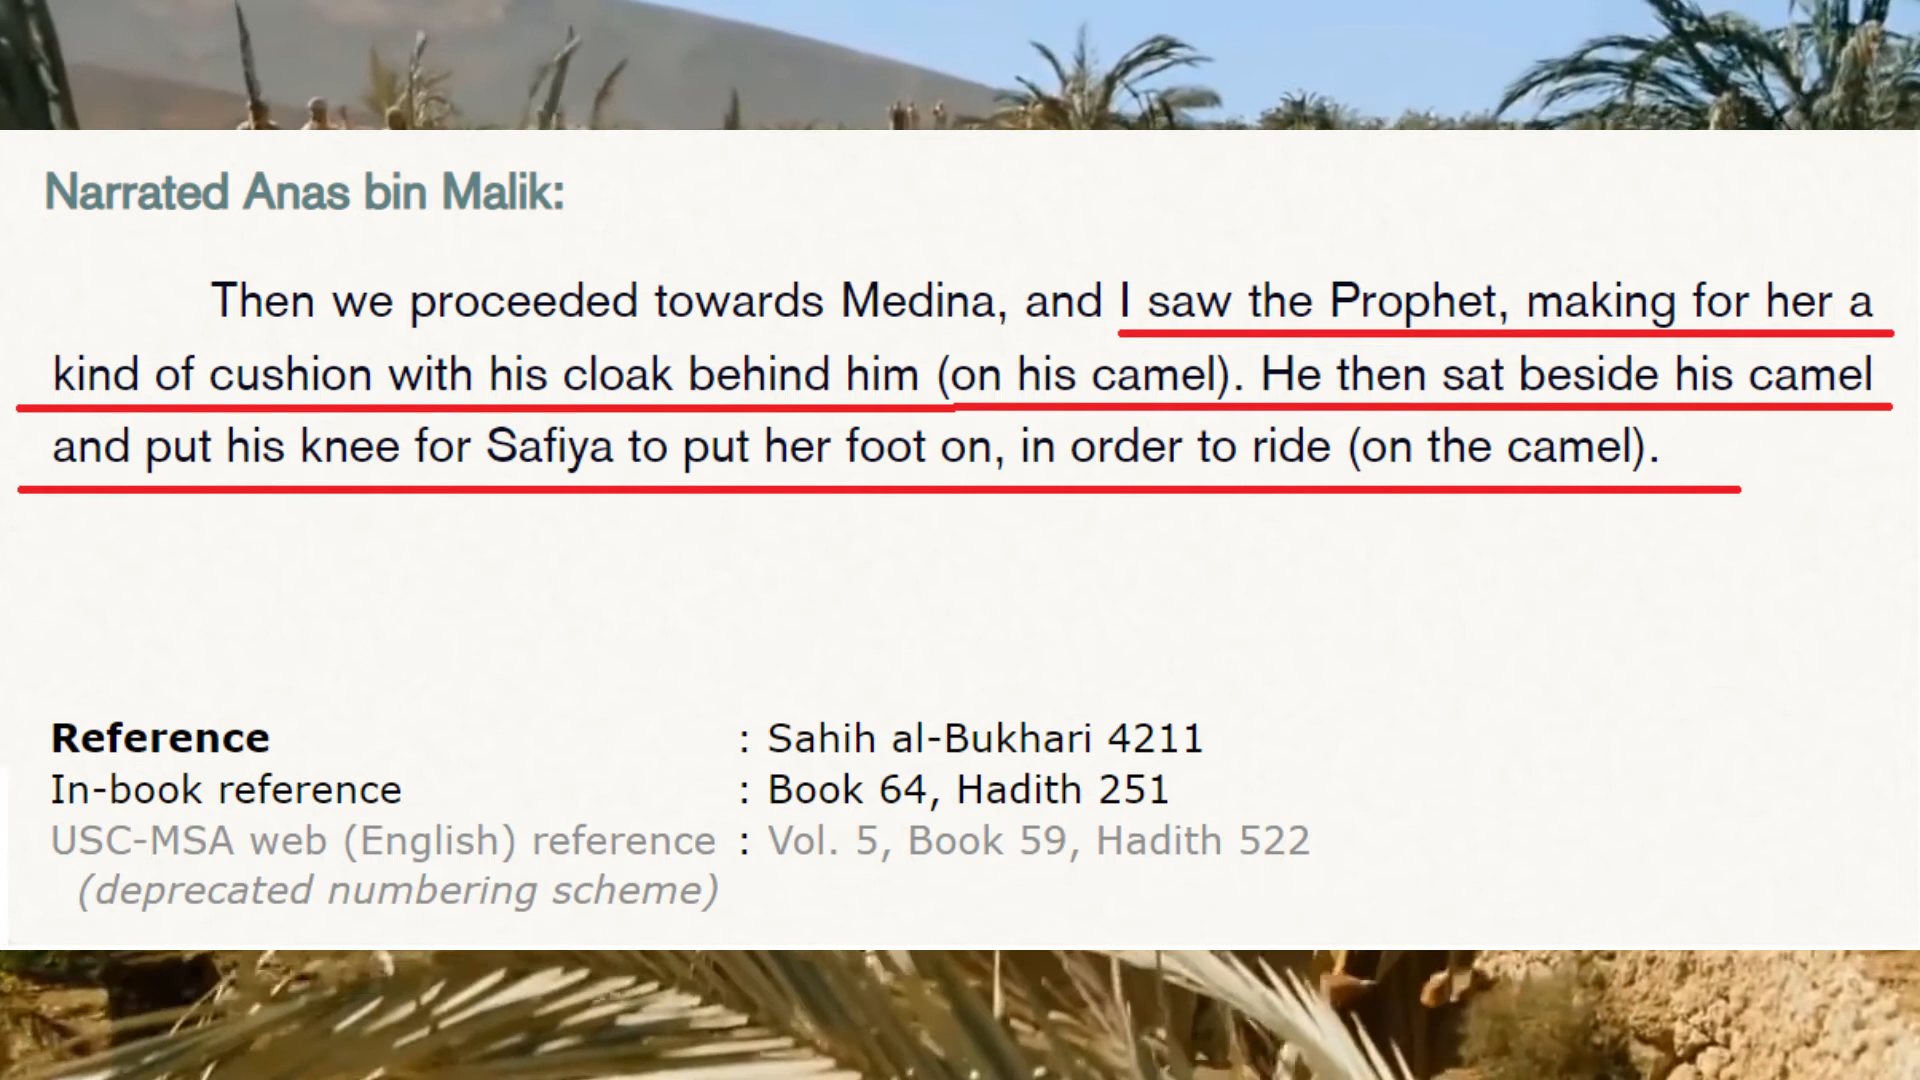 Narrated Anas bin Malik:
Then we proceeded towards Medina, and I saw the Prophet, making for her a
kind of cushion with his cloak behind him (on his camel). He then sat beside his camel
and put his knee for Safiya to put her foot on, in order to ride (on the camel).
Reference : Sahih al-Bukhari 4211
In-book reference : Book 64, Hadith 251
USC-MSA web (English) reference : Vol. 5, Book 59, Hadith 522
(deprecated numbering scheme)